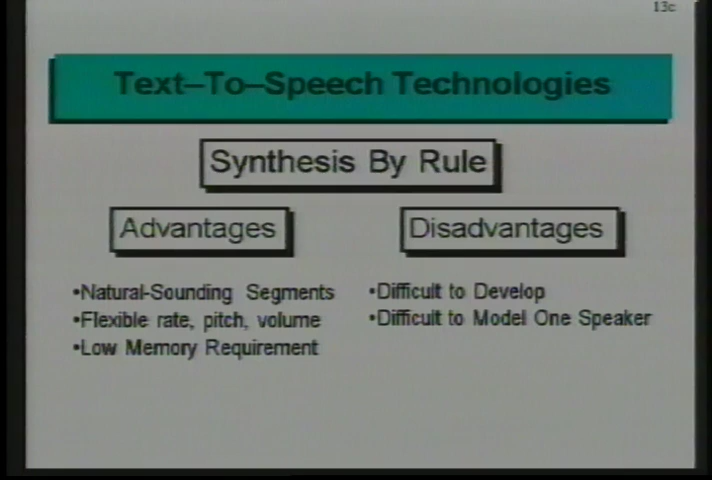 13c
Text–To–Speech Technologies
Synthesis By Rule
Advantages
Disadvantages
•Natural-Sounding Segments
•Flexible rate, pitch, volume
•Low Memory Requirement
•Difficult to Develop
•Difficult to Model One Speaker